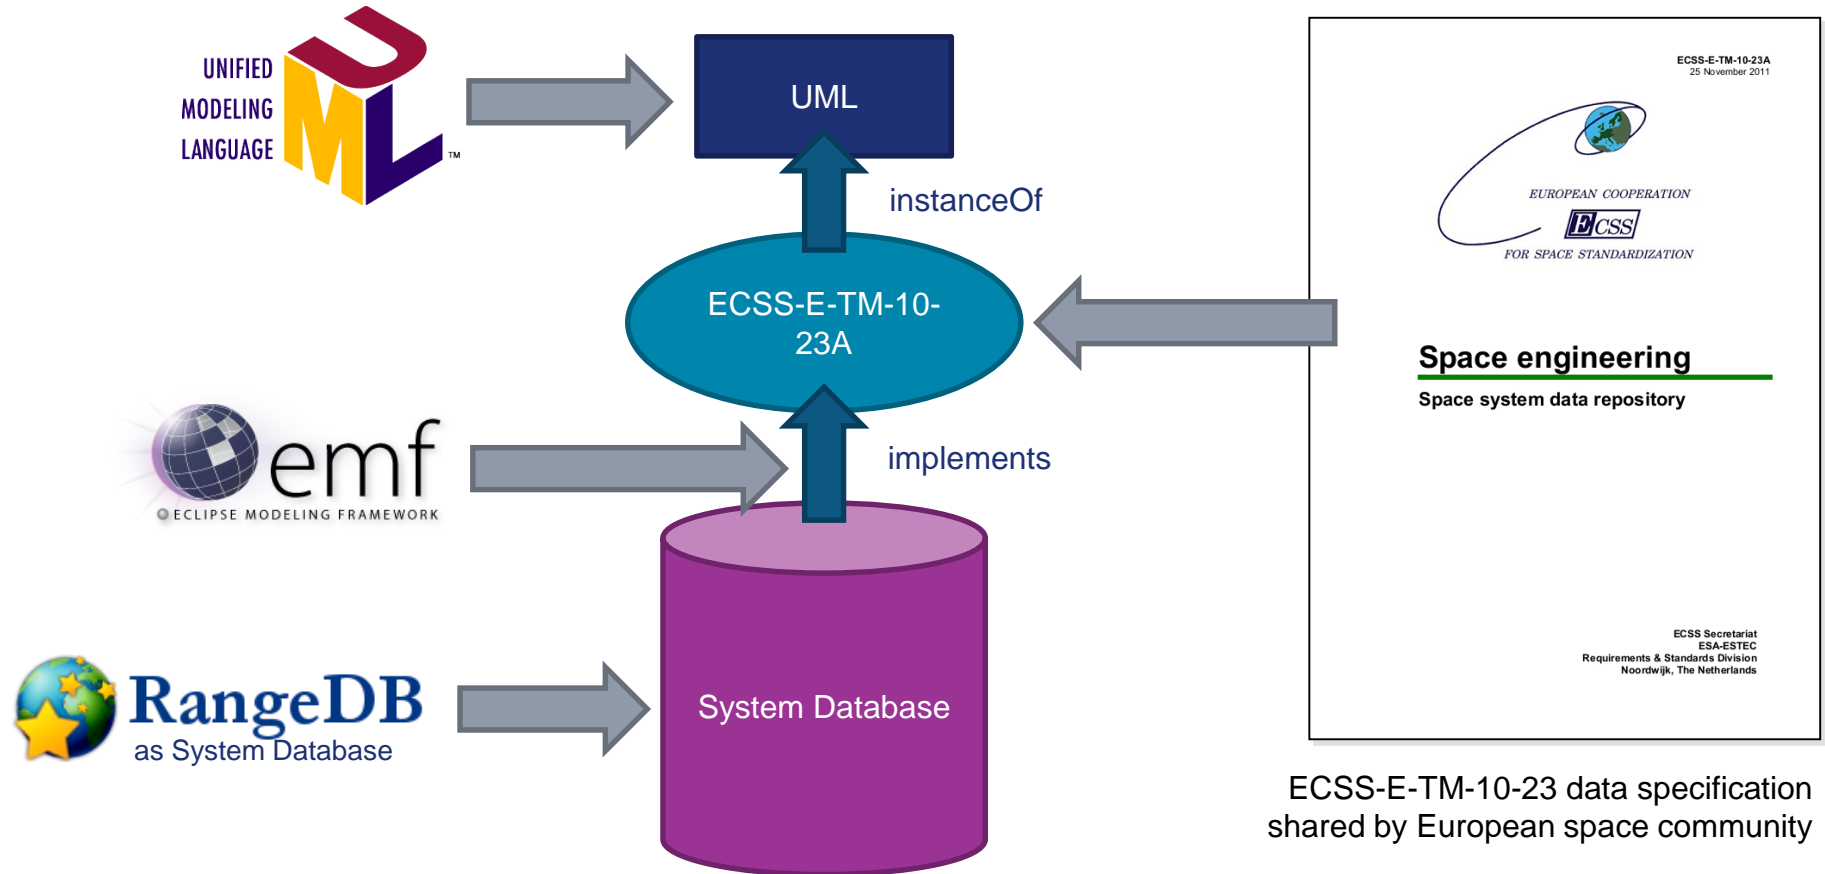 UNIFIED
MODELING
LANGUAGE
UML
TM
UML
instanceOf
ECSS-E-TM-10-
23A
emf
ECLIPSE MODELING FRAMEWORK
implements
RangeDB
as System Database
System Database
ECSS-E-TM-10-23A
25 November 2011
EUROPEAN COOPERATION
ECSS
FOR SPACE STANDARDIZATION
Space engineering
Space system data repository
ECSS Secretariat
ESA-ESTEC
Requirements & Standards Division
Noordwijk, The Netherlands
ECSS-E-TM-10-23 data specification
shared by European space community